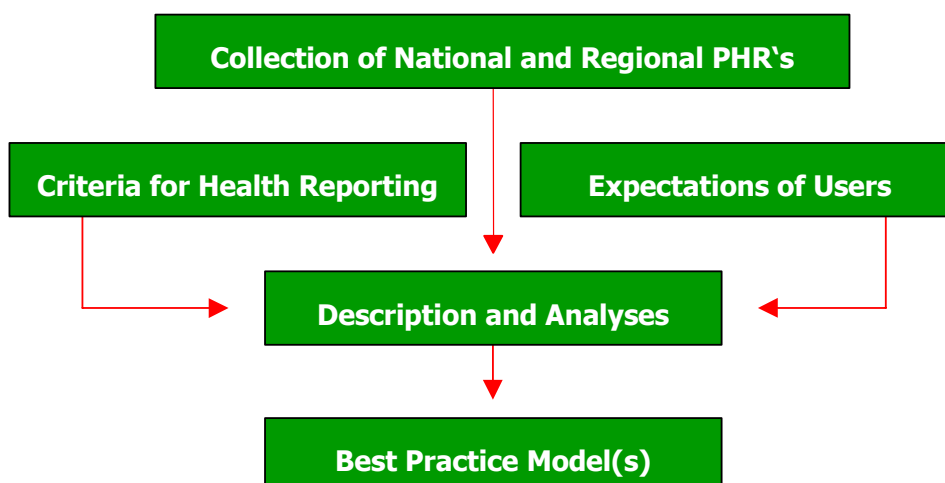 Collection of National and Regional PHR‘s
Criteria for Health Reporting
Expectations of Users
Description and Analyses
Best Practice Model(s)